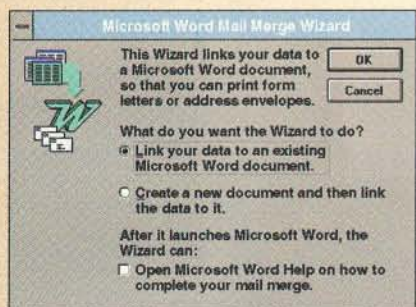 Microsoft Word Mail Merge Wizard
This Wizard links your data to
a Microsoft Word document,
so that you can print form
letters or address envelopes.
OK
Cancel
What do you want the Wizard to do?
Link your data to an existing
Microsoft Word document.
Create a new document and then link
the data to it.
After it launches Microsoft Word, the
Wizard can:
Open Microsoft Word Help on how to
complete your mail merge.